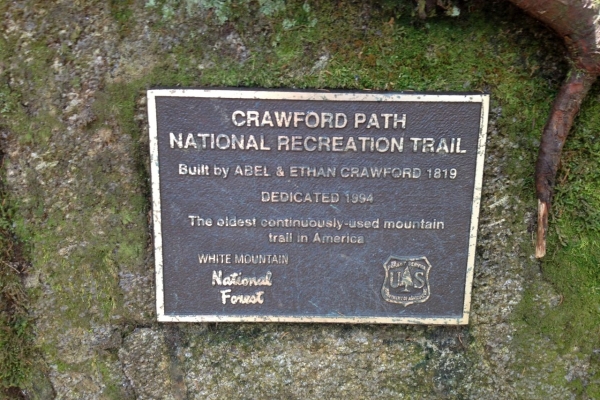 CRAWFORD PATH
NATIONAL RECREATION TRAIL
Built by ABEL & ETHAN CRAWFORD 1819
DEDICATED 1994
The oldest continuously-used mountain
trail in America
WHITE MOUNTAIN
National
Forest
UAS